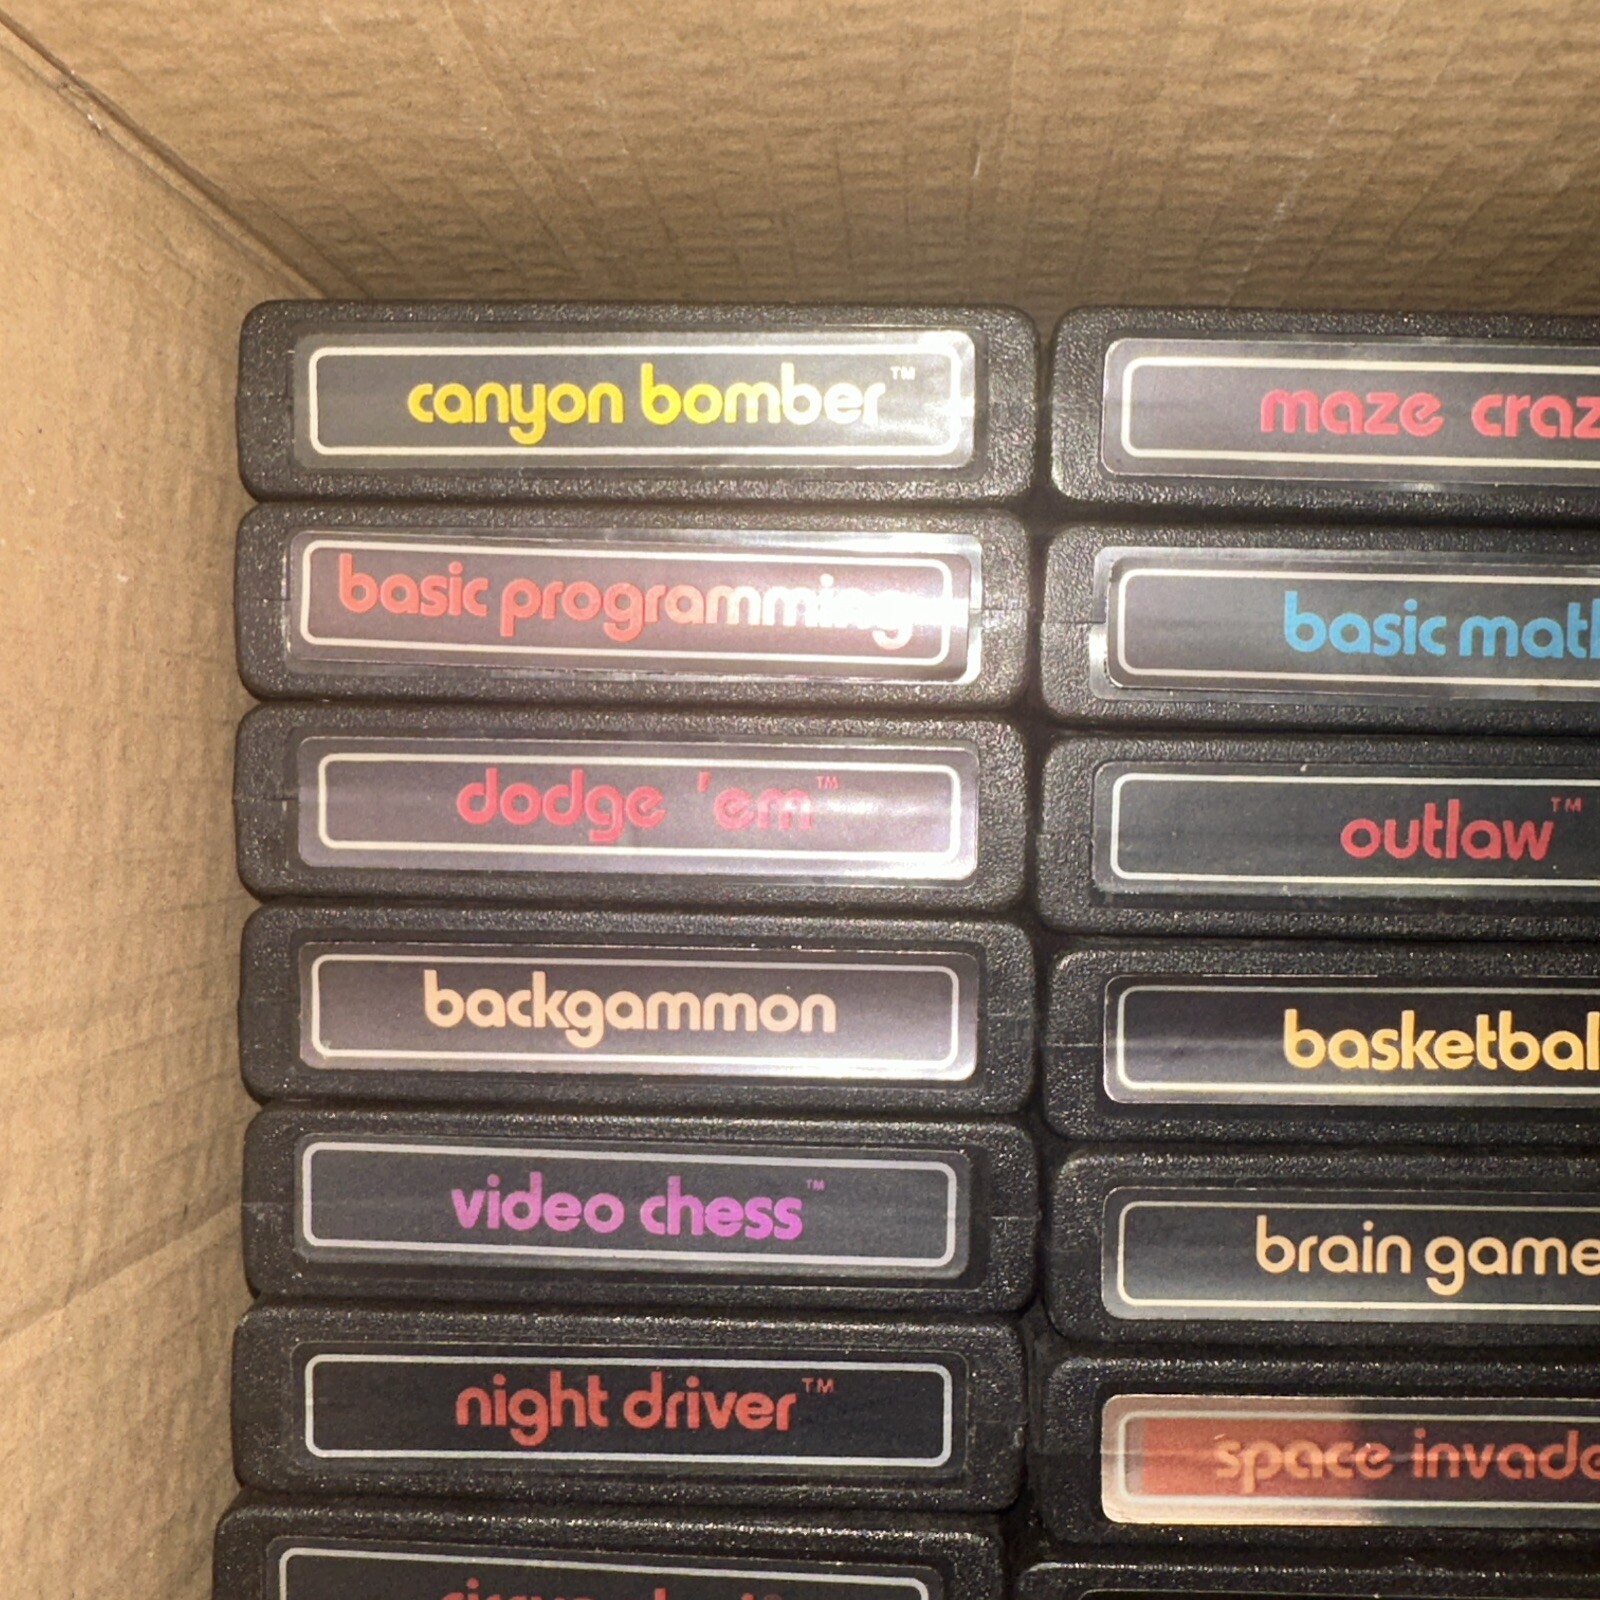 canyon bomber™
maze craz
basic programming
basic mat
dodge 'em™
outlaw™
backgammon
basketbal
video chess™
brain game
night driver™
space invade